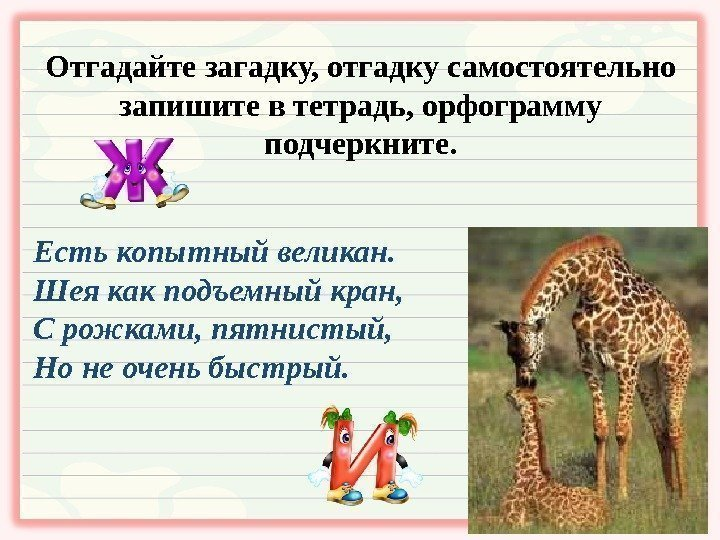 Отгадайте загадку, отгадку самостоятельно
запишите в тетрадь, орфограмму
подчеркните.
Ж
Есть копытный великан.
Шея как подъемный кран,
С рожками, пятнистый,
Но не очень быстрый.
И